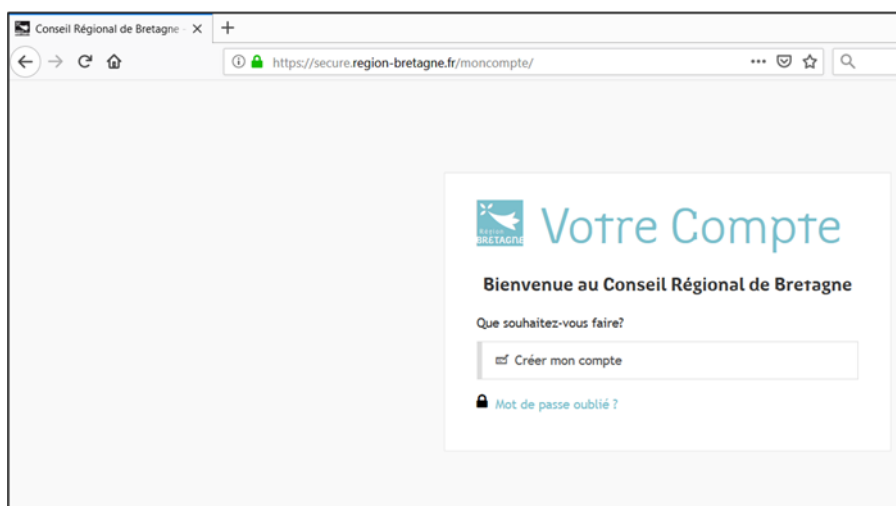 Conseil Régional de Bretagne -
https://secure.region-bretagne.fr/moncompte/
Région
BRETAGNE
Votre Compte
Bienvenue au Conseil Régional de Bretagne
Que souhaitez-vous faire?
Créer mon compte
Mot de passe oublié ?